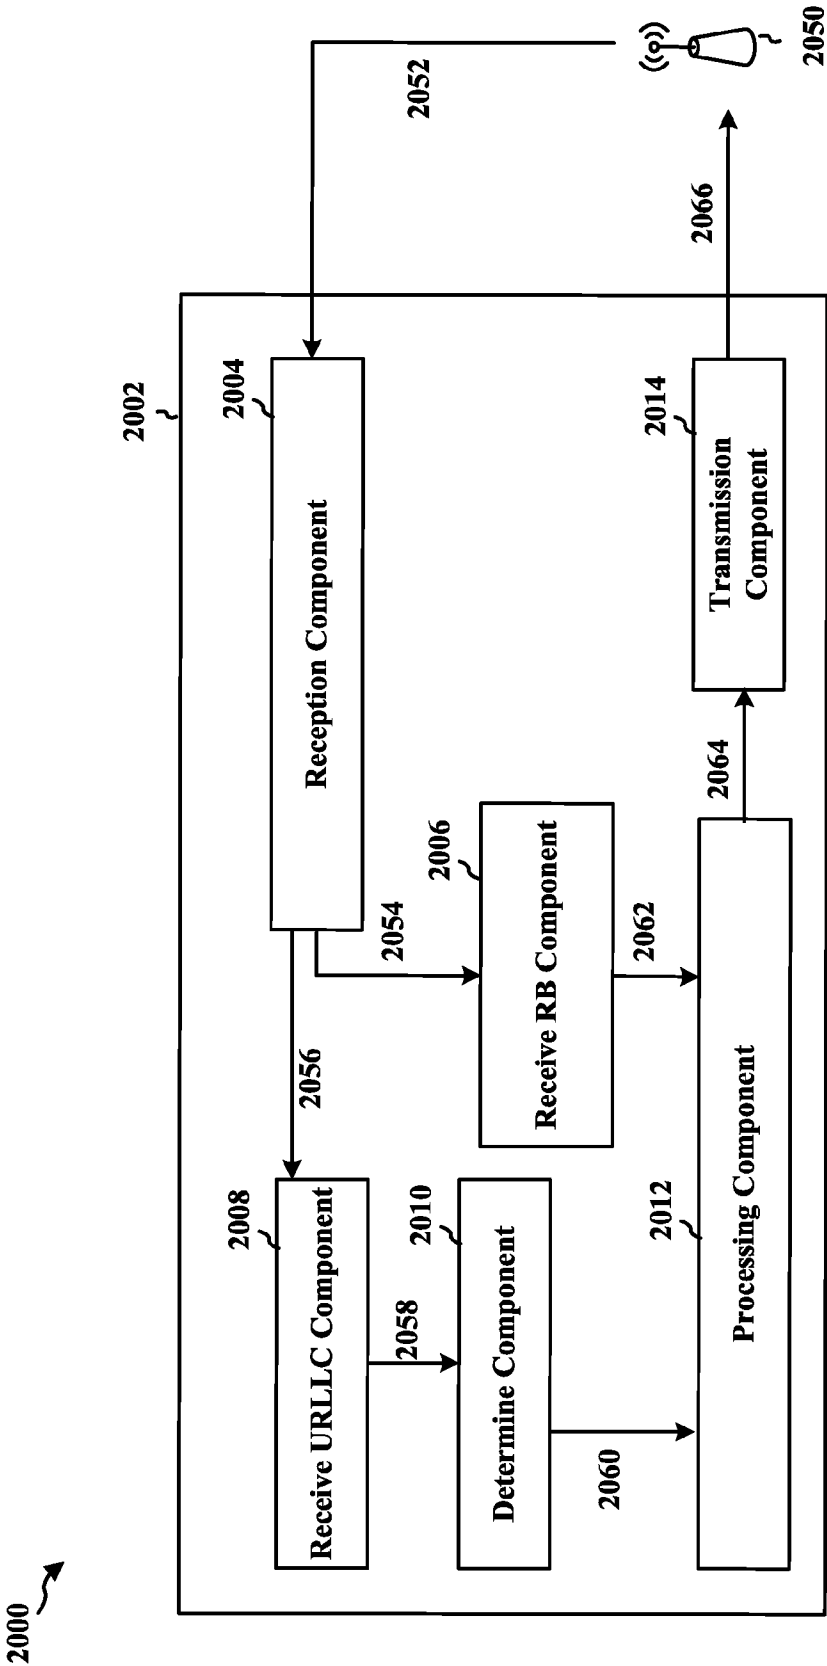 2000
2002
2004
Reception Component
2052
2050
2056
2054
2008
Receive URLLC Component
2006
Receive RB Component
2058
2010
Determine Component
2062
2060
2012
Processing Component
2064
2014
Transmission
Component
2066